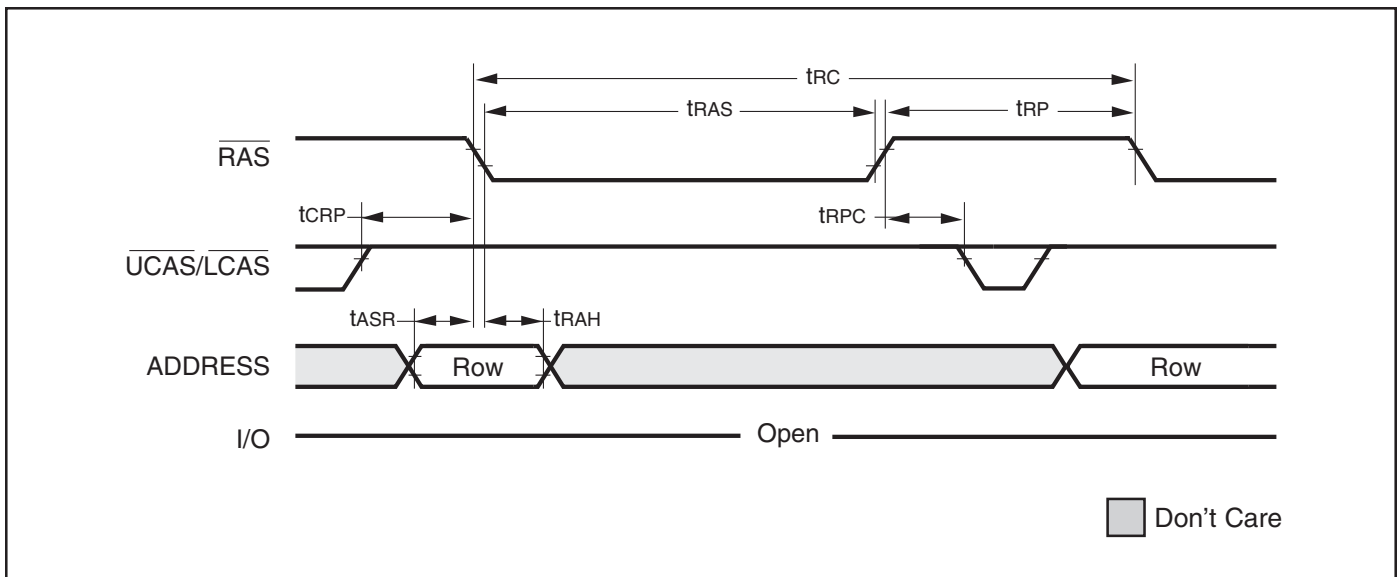 tRC
tRAS
tRP
RAS
tCRP
tRPC
UCAS/LCAS
tASR
tRAH
ADDRESS
Row
Row
I/O
Open
Don't Care